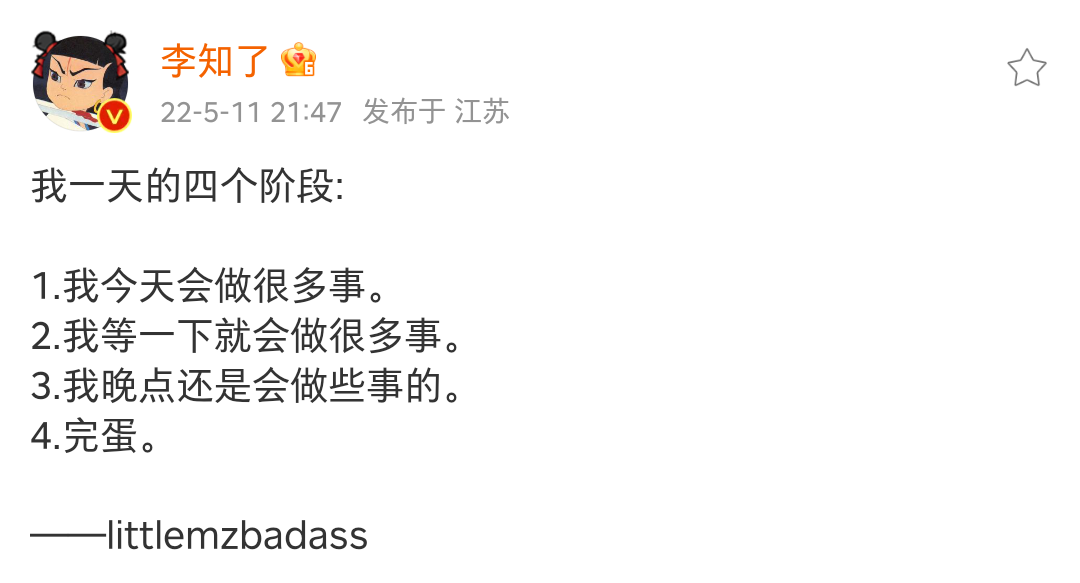 李知了
22-5-11 21:47 发布于 江苏
我一天的四个阶段:
1.我今天会做很多事。
2.我等一下就会做很多事。
3.我晚点还是会做些事的。
4.完蛋。
——littlemzbadass